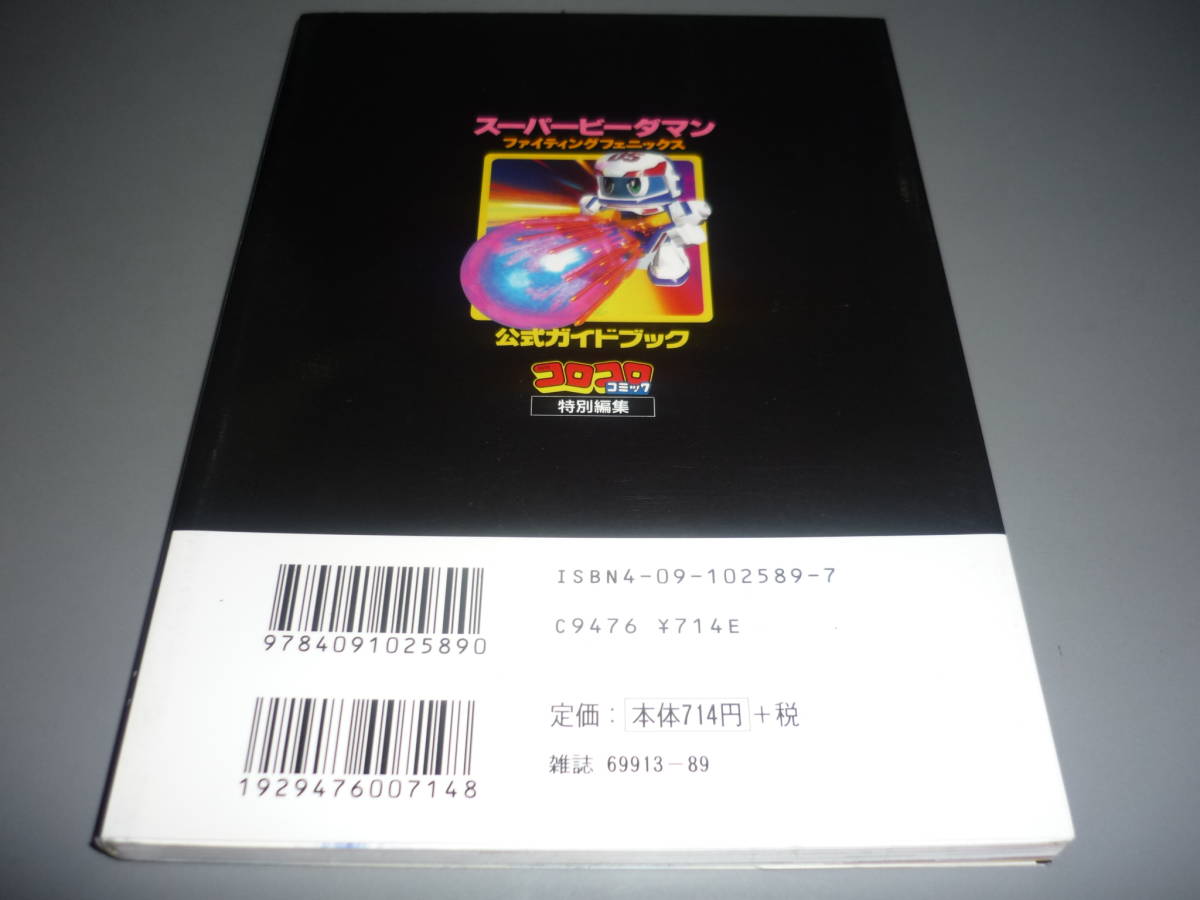 スーパービーダマン
ファイティングフェニックス
公式ガイドブック
コロコロ
コミック
特別編集
ISBN4-09-102589-7
C9476 ¥714E
9784091025890
定価：本体714円＋税
雑誌 69913-89
1929476007148